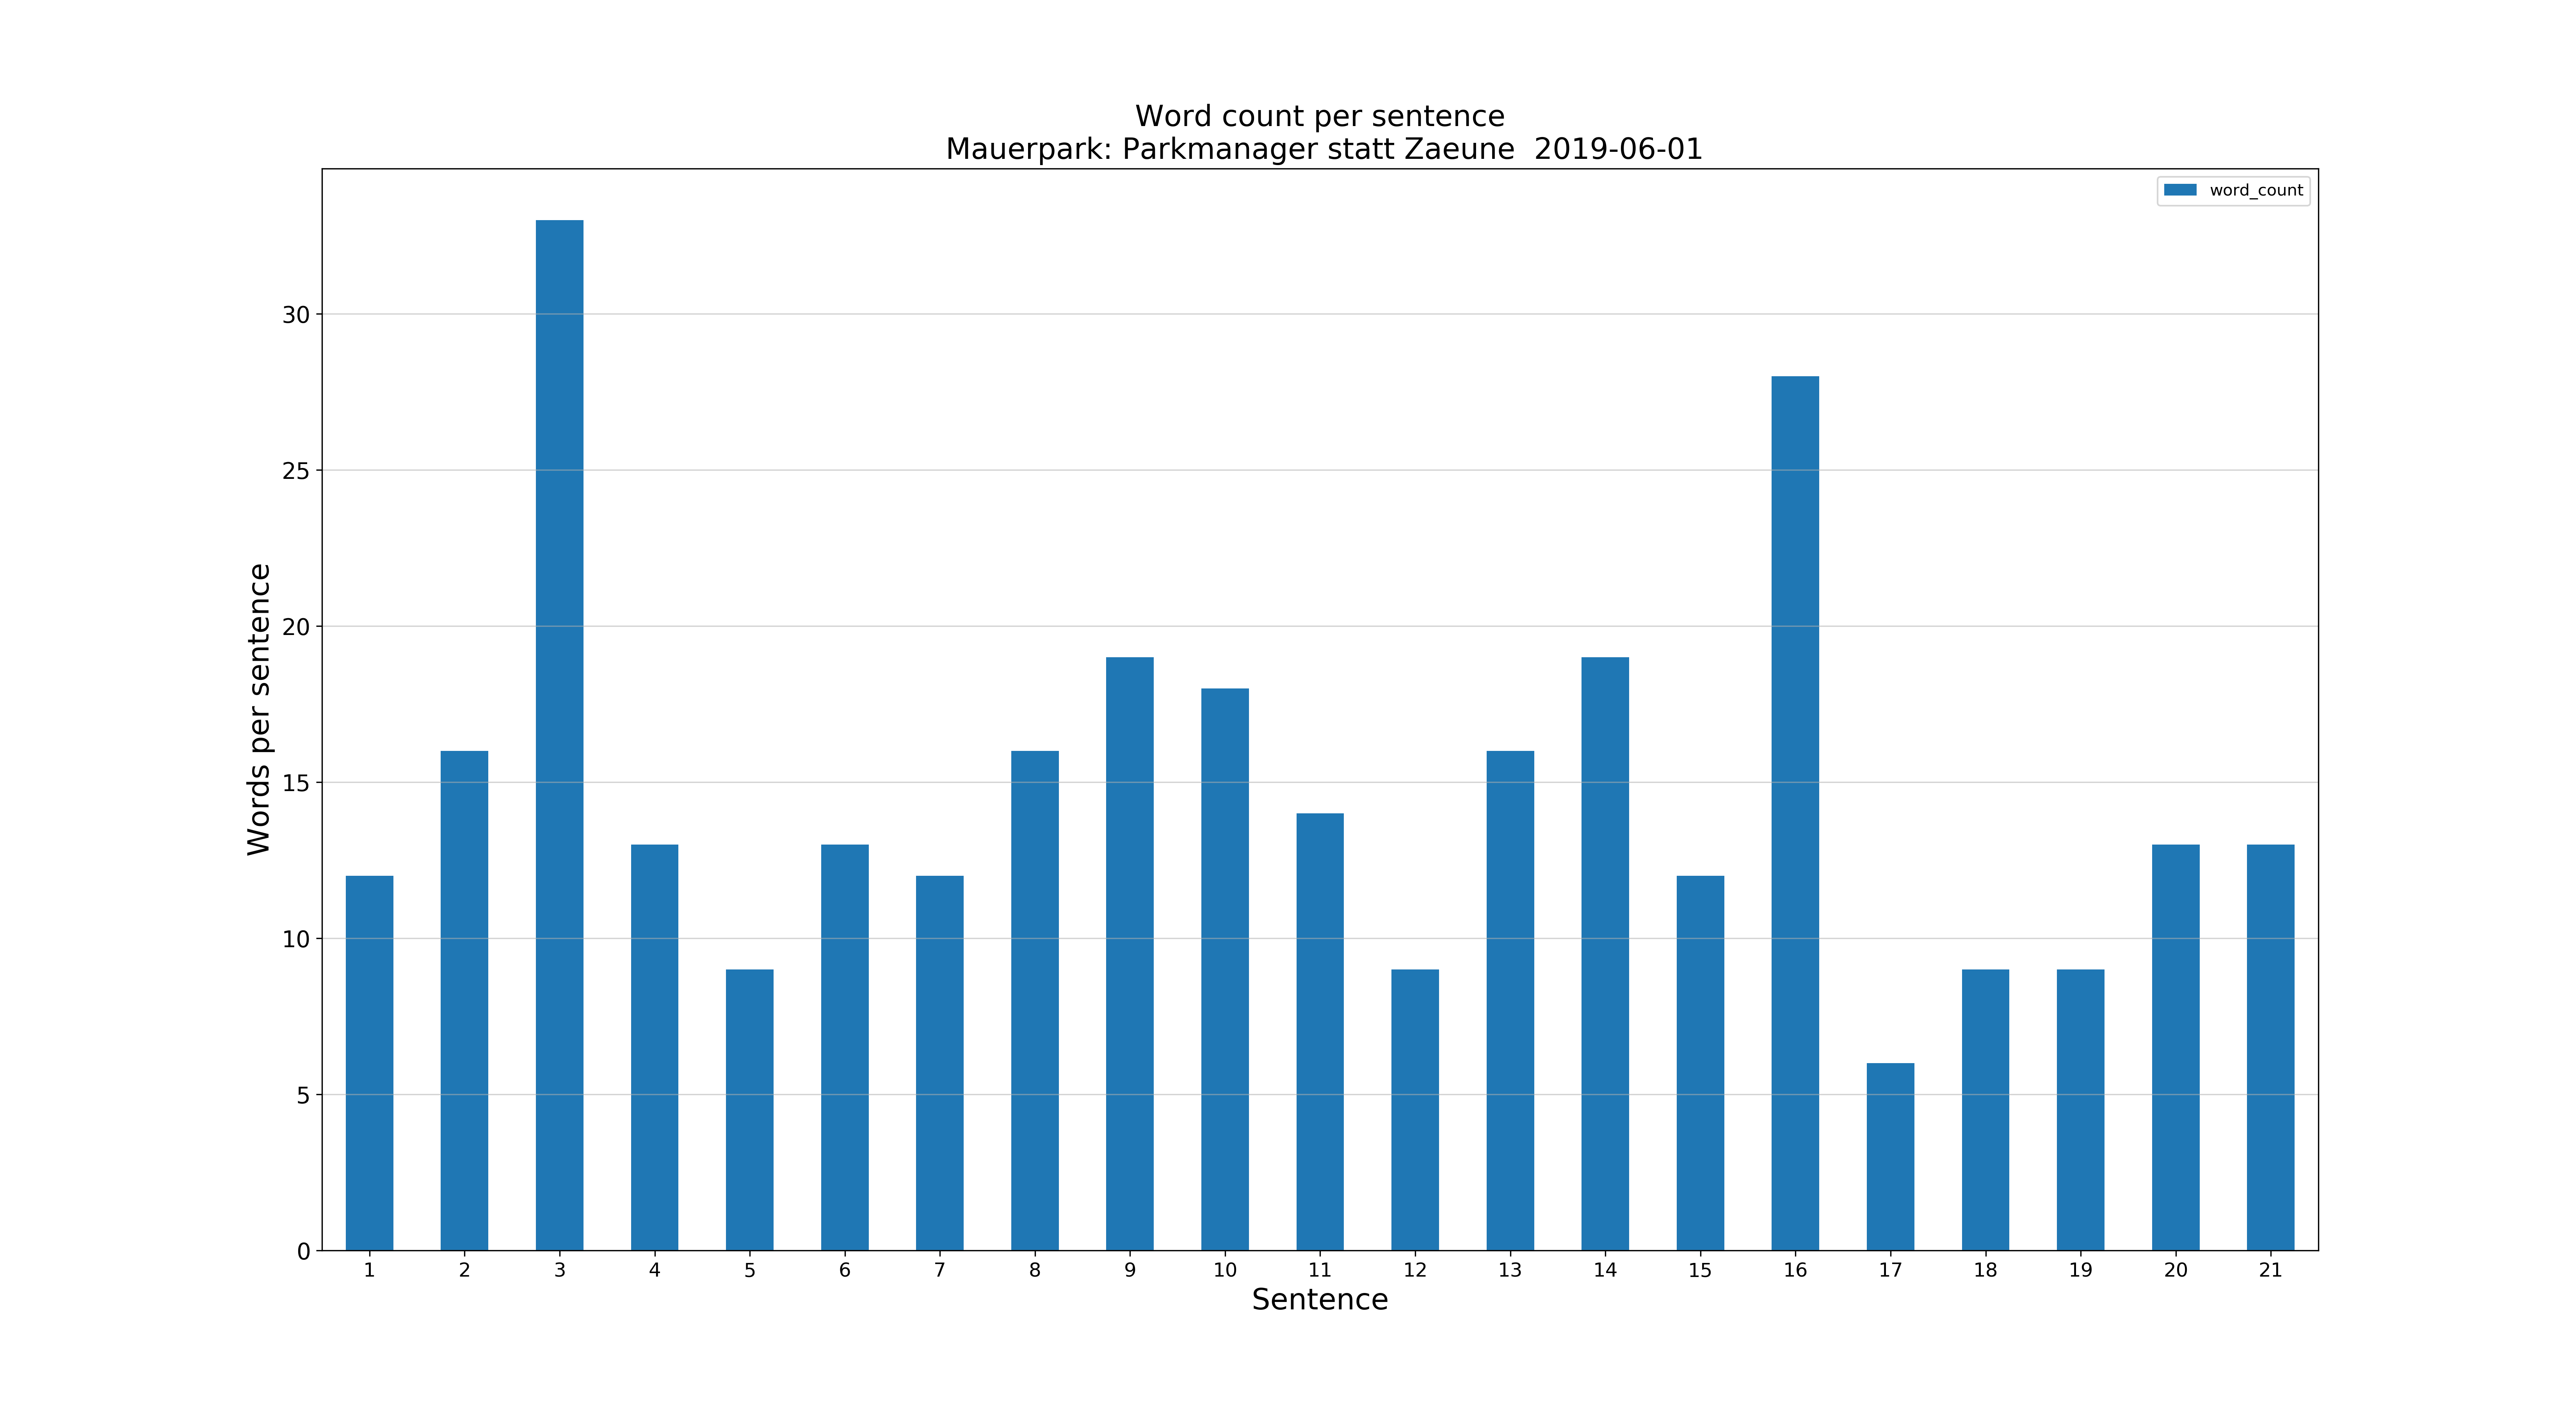 Word count per sentence
Mauerpark: Parkmanager statt Zaeune  2019-06-01
word_count
30
25
20
15
10
5
0
Words per sentence
1 2 3 4 5 6 7 8 9 10 11 12 13 14 15 16 17 18 19 20 21
Sentence